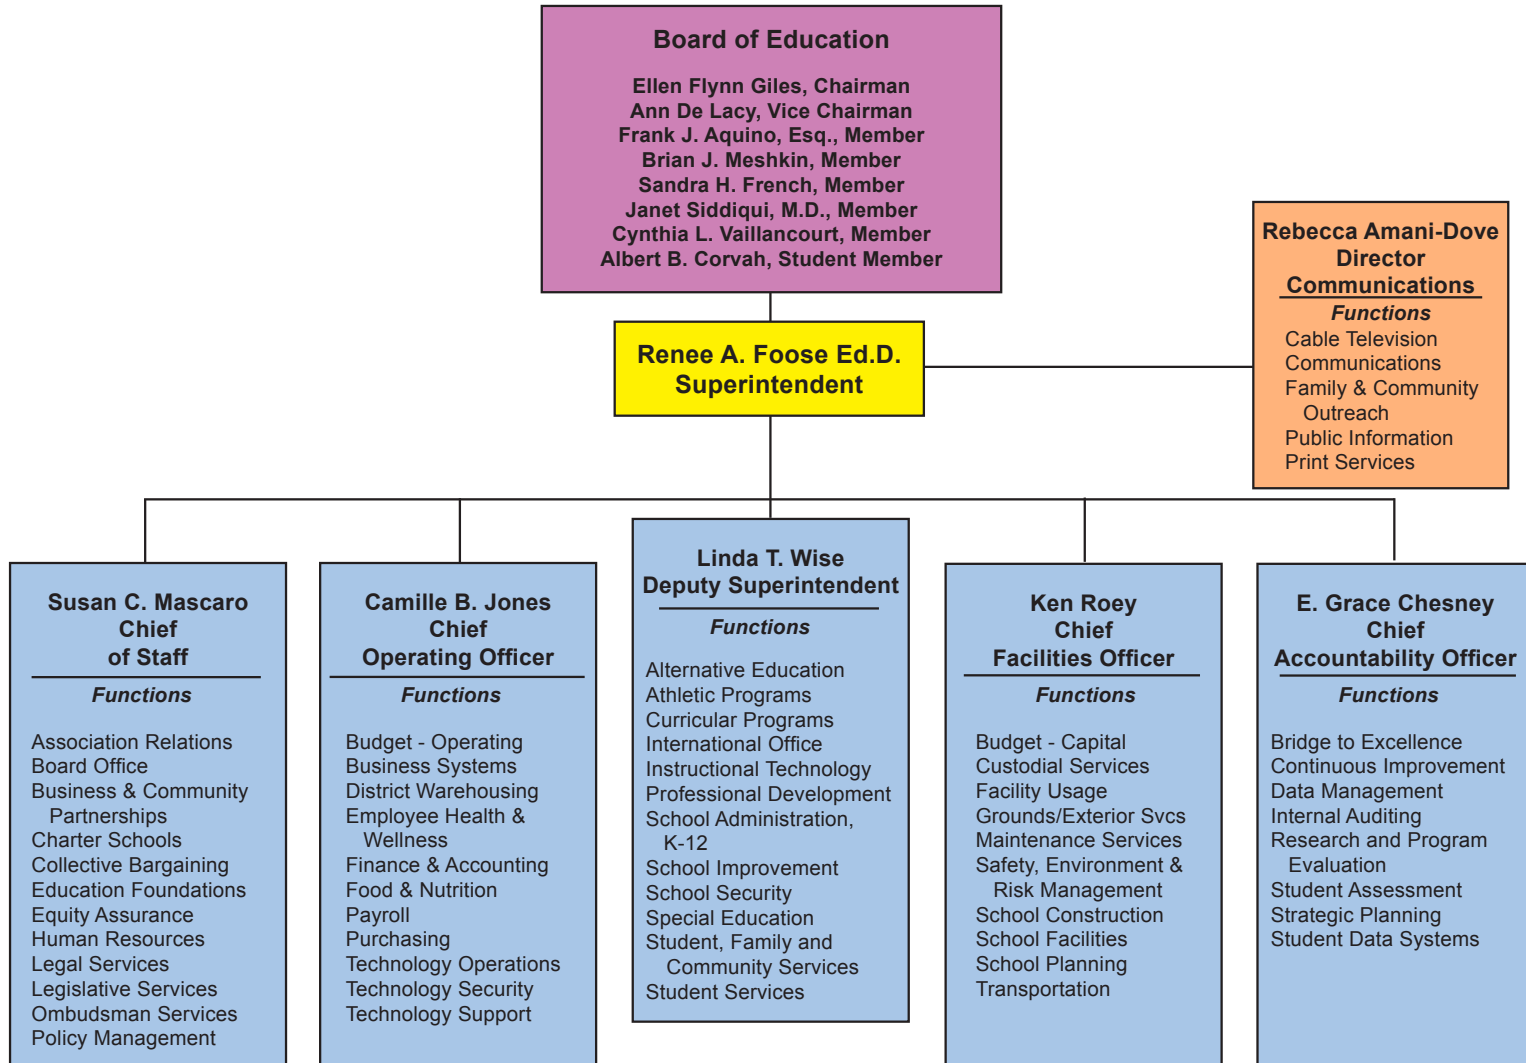 Board of Education
Ellen Flynn Giles, Chairman
Ann De Lacy, Vice Chairman
Frank J. Aquino, Esq., Member
Brian J. Meshkin, Member
Sandra H. French, Member
Janet Siddiqui, M.D., Member
Cynthia L. Vaillancourt, Member
Albert B. Corvah, Student Member
Rebecca Amani-Dove
Director
Communications
Functions
Cable Television
Communications
Family & Community
Outreach
Public Information
Print Services
Renee A. Foose Ed.D.
Superintendent
Susan C. Mascaro
Chief
of Staff
Functions
Association Relations
Board Office
Business & Community
Partnerships
Charter Schools
Collective Bargaining
Education Foundations
Equity Assurance
Human Resources
Legal Services
Legislative Services
Ombudsman Services
Policy Management
Camille B. Jones
Chief
Operating Officer
Functions
Budget - Operating
Business Systems
District Warehousing
Employee Health &
Wellness
Finance & Accounting
Food & Nutrition
Payroll
Purchasing
Technology Operations
Technology Security
Technology Support
Linda T. Wise
Deputy Superintendent
Functions
Alternative Education
Athletic Programs
Curricular Programs
International Office
Instructional Technology
Professional Development
School Administration,
K-12
School Improvement
School Security
Special Education
Student, Family and
Community Services
Student Services
Ken Roey
Chief
Facilities Officer
Functions
Budget - Capital
Custodial Services
Facility Usage
Grounds/Exterior Svcs
Maintenance Services
Safety, Environment &
Risk Management
School Construction
School Facilities
School Planning
Transportation
E. Grace Chesney
Chief
Accountability Officer
Functions
Bridge to Excellence
Continuous Improvement
Data Management
Internal Auditing
Research and Program
Evaluation
Student Assessment
Strategic Planning
Student Data Systems